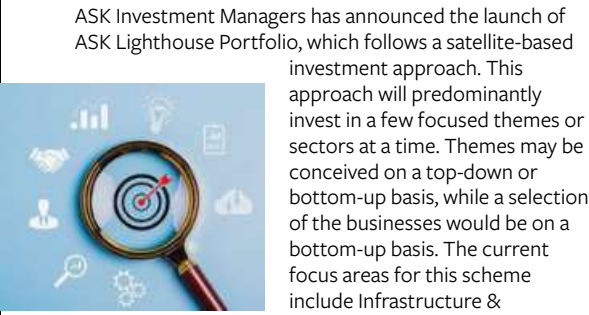 ASK Investment Managers has announced the launch of
ASK Lighthouse Portfolio, which follows a satellite-based
investment approach. This
approach will predominantly
invest in a few focused themes or
sectors at a time. Themes may be
conceived on a top-down or
bottom-up basis, while a selection
of the businesses would be on a
bottom-up basis. The current
focus areas for this scheme
include Infrastructure &